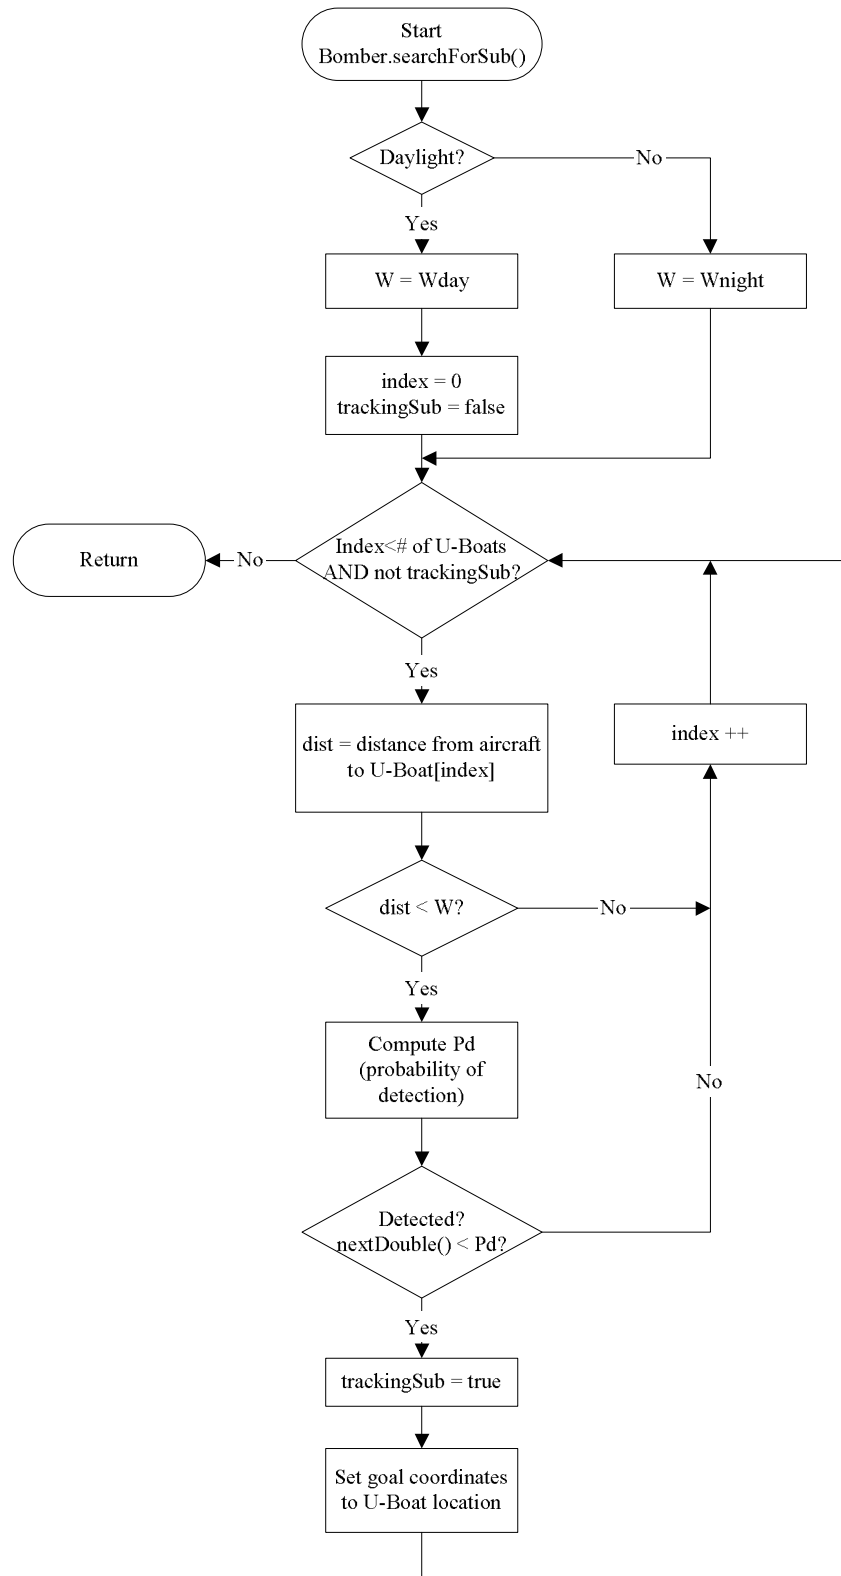 Start
Bomber.searchForSub()
Daylight?
No
Yes
W = Wday
W = Wnight
index = 0
trackingSub = false
Return
No
Index<# of U-Boats
AND not trackingSub?
Yes
dist = distance from aircraft
to U-Boat[index]
index ++
dist < W?
No
Yes
Compute Pd
(probability of
detection)
No
Detected?
nextDouble() < Pd?
Yes
trackingSub = true
Set goal coordinates
to U-Boat location